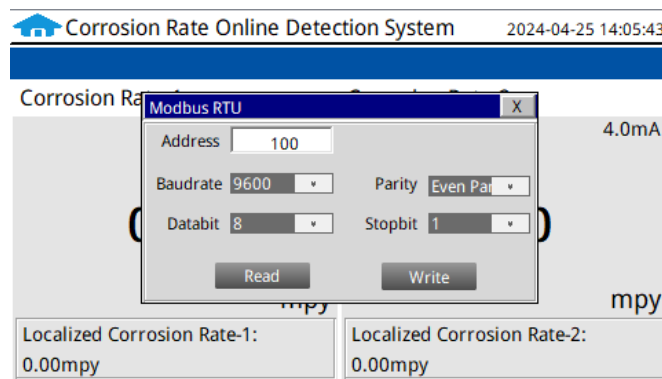 Corrosion Rate Online Detection System 2024-04-25 14:05:43
Corrosion Ra
Modbus RTU X
4.0mA
Address 100
Baudrate 9600 Parity Even Par
Databit 8 Stopbit 1
Read Write
mpy mpy
Localized Corrosion Rate-1: Localized Corrosion Rate-2:
0.00mpy 0.00mpy